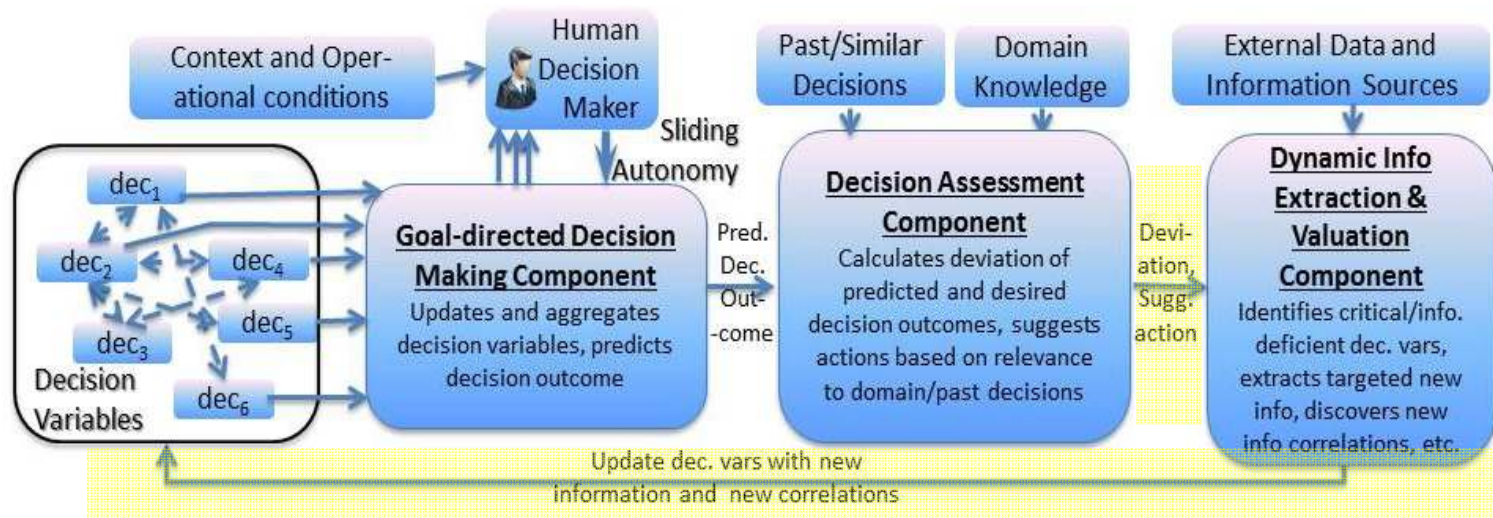 Context and Oper-
ational conditions
Human
Decision
Maker
Past/Similar
Decisions
Domain
Knowledge
External Data and
Information Sources
Sliding
Autonomy
dec₁
dec₂
dec₃
dec₄
dec₅
dec₆
Decision
Variables
Goal-directed Decision
Making Component
Updates and aggregates
decision variables, predicts
decision outcome
Pred.
Dec.
Out-
-come
Decision Assessment
Component
Calculates deviation of
predicted and desired
decision outcomes, suggests
actions based on relevance
to domain/past decisions
Devi-
ation,
Sugg.
action
Dynamic Info
Extraction &
Valuation
Component
Identifies critical/info.
deficient dec. vars,
extracts targeted new
info, discovers new
info correlations, etc.
Update dec. vars with new
information and new correlations